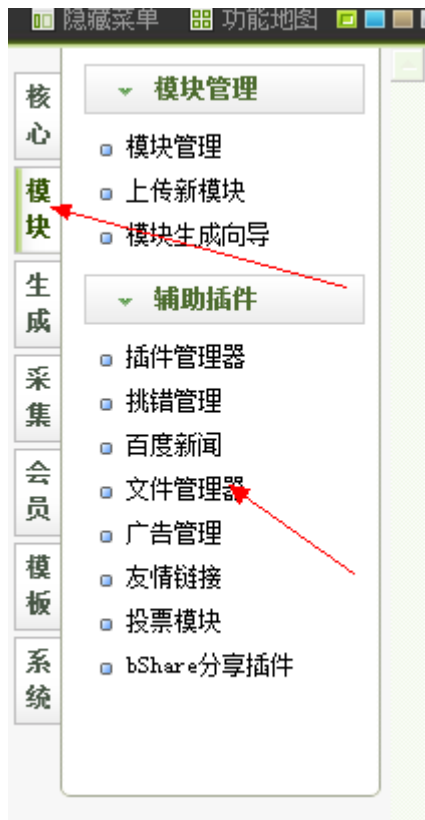 隐藏菜单 功能地图
核心
模块
生成
采集
会员
模板
系统
模块管理
模块管理
上传新模块
模块生成向导
辅助插件
插件管理器
挑错管理
百度新闻
文件管理器
广告管理
友情链接
投票模块
bShare分享插件